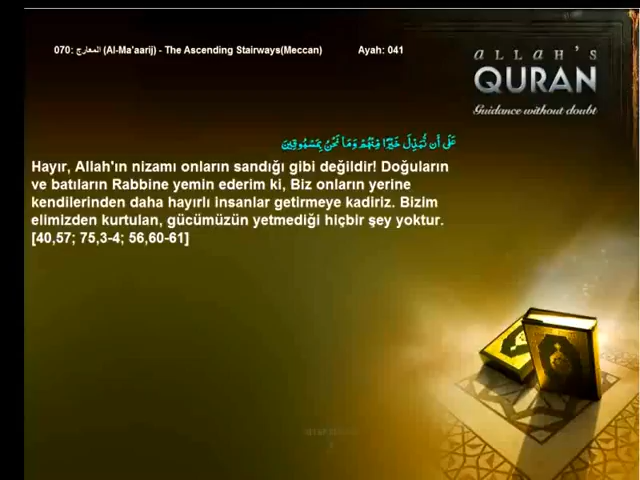 070: المعارج (Al-Ma'aarij) - The Ascending Stairways(Meccan) Ayah: 041
ALLAH'S
QURAN
Guidance without doubt
عَلَى أَن نُّبَدِّلَ خَيْرًا مِّنْهُمْ وَمَا نَحْنُ بِمَسْبُوقِينَ
Hayır, Allah'ın nizamı onların sandığı gibi değildir! Doğuların
ve batıların Rabbine yemin ederim ki, Biz onların yerine
kendilerinden daha hayırlı insanlar getirmeye kadiriz. Bizim
elimizden kurtulan, gücümüzün yetmediği hiçbir şey yoktur.
[40,57; 75,3-4; 56,60-61]